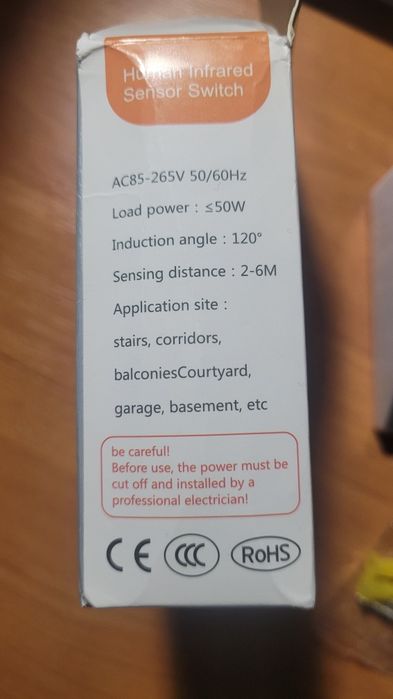 Human Infrared
Sensor Switch
AC85-265V 50/60Hz
Load power : ≤50W
Induction angle : 120°
Sensing distance : 2-6M
Application site :
stairs, corridors,
balconiesCourtyard,
garage, basement, etc
be careful!
Before use, the power must be
cut off and installed by a
professional electrician!
CE CCC RoHS